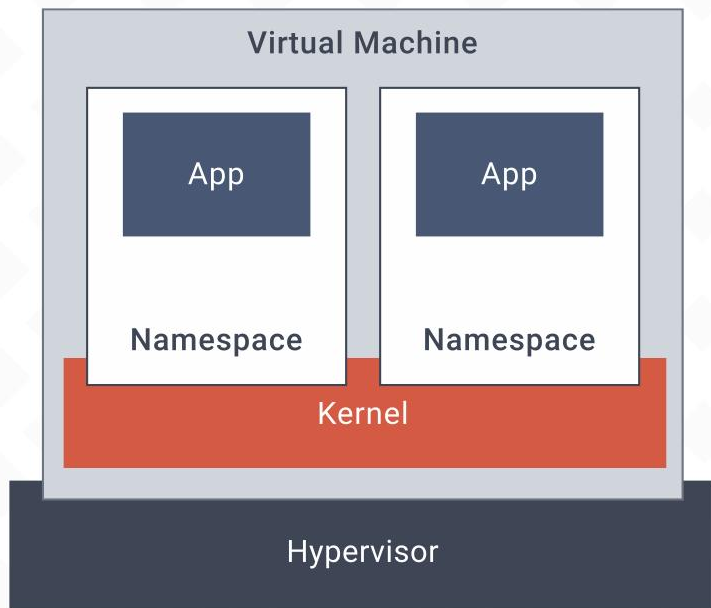 Virtual Machine
App
App
Namespace
Namespace
Kernel
Hypervisor